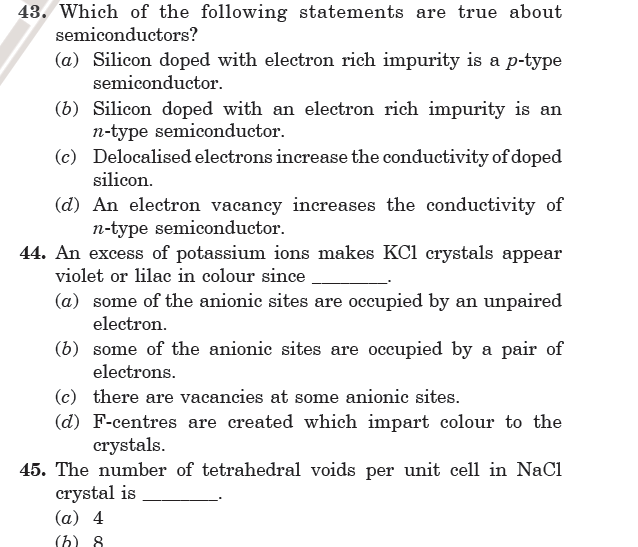 43. Which of the following statements are true about
semiconductors?
(a) Silicon doped with electron rich impurity is a p-type
semiconductor.
(b) Silicon doped with an electron rich impurity is an
n-type semiconductor.
(c) Delocalised electrons increase the conductivity of doped
silicon.
(d) An electron vacancy increases the conductivity of
n-type semiconductor.
44. An excess of potassium ions makes KCl crystals appear
violet or lilac in colour since ________.
(a) some of the anionic sites are occupied by an unpaired
electron.
(b) some of the anionic sites are occupied by a pair of
electrons.
(c) there are vacancies at some anionic sites.
(d) F-centres are created which impart colour to the
crystals.
45. The number of tetrahedral voids per unit cell in NaCl
crystal is ________.
(a) 4
(b) 8